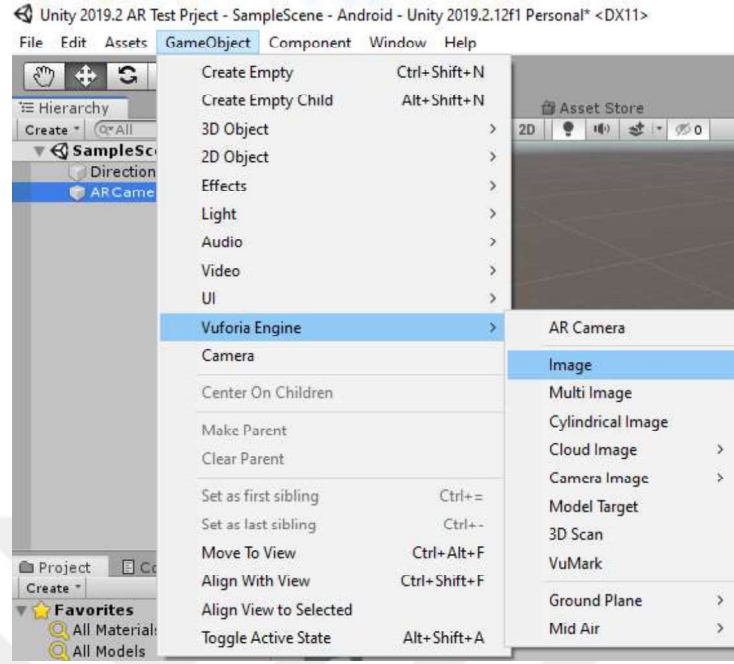 Unity 2019.2 AR Test Prject - SampleScene - Android - Unity 2019.2.12f1 Personal* <DX11>
File Edit Assets GameObject Component Window Help
Hierarchy
Create All
SampleSc
Direction
ARCame
Create Empty Ctrl+Shift+N
Create Empty Child Alt+Shift+N
3D Object >
2D Object >
Effects >
Light >
Audio >
Video >
UI >
Vuforia Engine >
Camera
Center On Children
Make Parent
Clear Parent
Set as first sibling Ctrl+=
Set as last sibling Ctrl+-
Move To View Ctrl+Alt+F
Align With View Ctrl+Shift+F
Align View to Selected
Toggle Active State Alt+Shift+A
Asset Store
2D 0
AR Camera
Image
Multi Image
Cylindrical Image
Cloud Image >
Camera Image >
Model Target
3D Scan
VuMark
Ground Plane >
Mid Air >
Project Co
Create
Favorites
All Materials
All Models